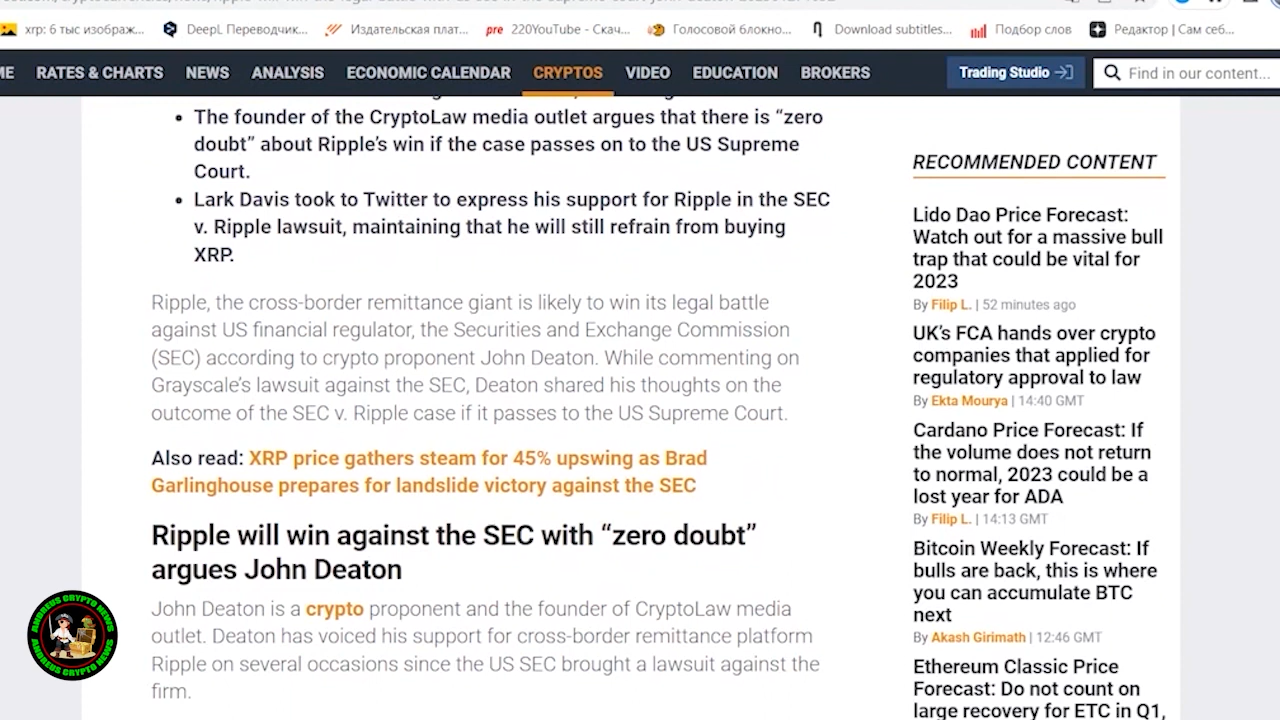 xrp: 6 тыс изображ...
DeepL Переводчик...
Издательская плат...
pre 220YouTube - Скач...
Голосовой блокно...
Download subtitles...
Подбор слов
Редактор | Сам себ...
ME
RATES & CHARTS
NEWS
ANALYSIS
ECONOMIC CALENDAR
CRYPTOS
VIDEO
EDUCATION
BROKERS
Trading Studio
Find in our content...
The founder of the CryptoLaw media outlet argues that there is “zero
doubt” about Ripple’s win if the case passes on to the US Supreme
Court.
Lark Davis took to Twitter to express his support for Ripple in the SEC
v. Ripple lawsuit, maintaining that he will still refrain from buying
XRP.
Ripple, the cross-border remittance giant is likely to win its legal battle
against US financial regulator, the Securities and Exchange Commission
(SEC) according to crypto proponent John Deaton. While commenting on
Grayscale’s lawsuit against the SEC, Deaton shared his thoughts on the
outcome of the SEC v. Ripple case if it passes to the US Supreme Court.
Also read: XRP price gathers steam for 45% upswing as Brad
Garlinghouse prepares for landslide victory against the SEC
Ripple will win against the SEC with “zero doubt”
argues John Deaton
John Deaton is a crypto proponent and the founder of CryptoLaw media
outlet. Deaton has voiced his support for cross-border remittance platform
Ripple on several occasions since the US SEC brought a lawsuit against the
firm.
RECOMMENDED CONTENT
Lido Dao Price Forecast:
Watch out for a massive bull
trap that could be vital for
2023
By Filip L. | 52 minutes ago
UK’s FCA hands over crypto
companies that applied for
regulatory approval to law
By Ekta Mourya | 14:40 GMT
Cardano Price Forecast: If
the volume does not return
to normal, 2023 could be a
lost year for ADA
By Filip L. | 14:13 GMT
Bitcoin Weekly Forecast: If
bulls are back, this is where
you can accumulate BTC
next
By Akash Girimath | 12:46 GMT
Ethereum Classic Price
Forecast: Do not count on
large recovery for ETC in Q1,
ANDREUS CRYPTO NEWS
ANDREUS CRYPTO NEWS